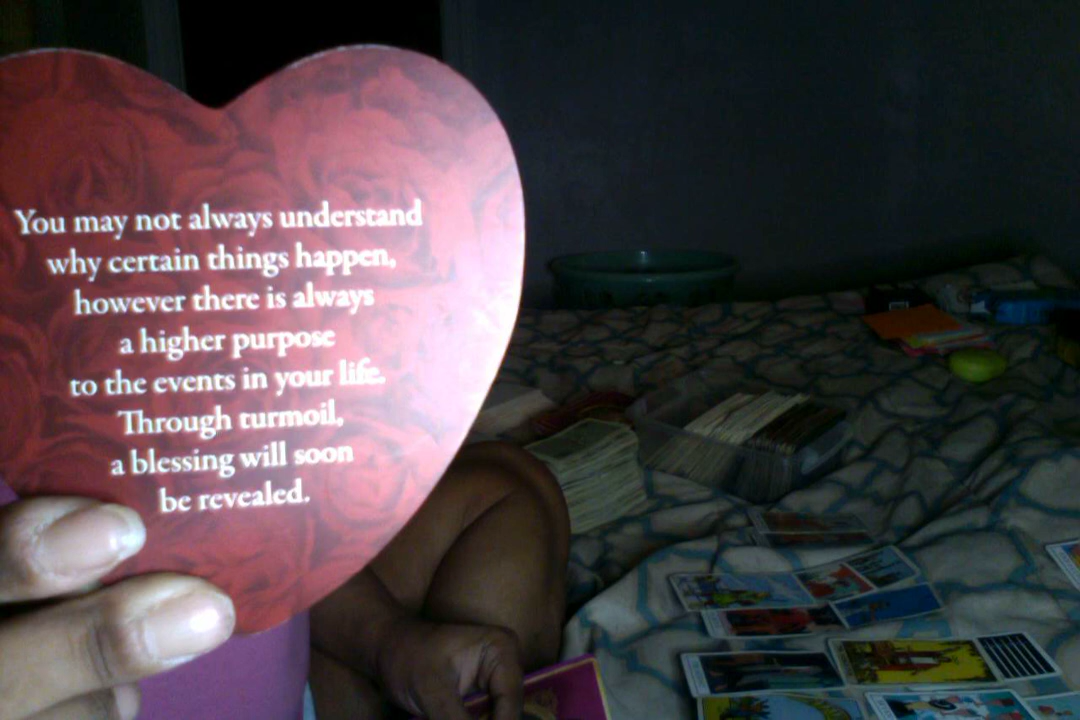 You may not always understand
why certain things happen,
however there is always
a higher purpose
to the events in your life.
Through turmoil,
a blessing will soon
be revealed.